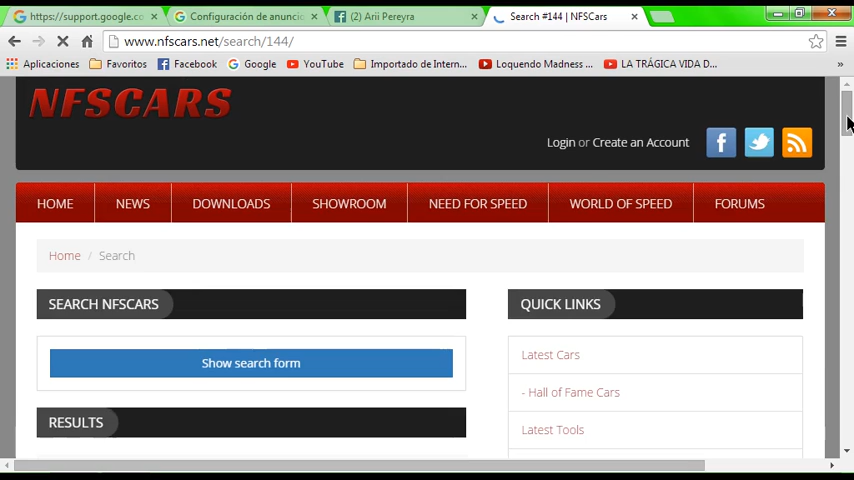 https://support.google.co
Configuración de anuncio
(2) Arii Pereyra
Search #144 | NFSCars
www.nfscars.net/search/144/
Aplicaciones
Favoritos
Facebook
Google
YouTube
Importado de Intern...
Loquendo Madness ...
LA TRÁGICA VIDA D...
»
NFSCARS
Login or Create an Account
HOME
NEWS
DOWNLOADS
SHOWROOM
NEED FOR SPEED
WORLD OF SPEED
FORUMS
Home / Search
SEARCH NFSCARS
QUICK LINKS
Show search form
Latest Cars
- Hall of Fame Cars
RESULTS
Latest Tools